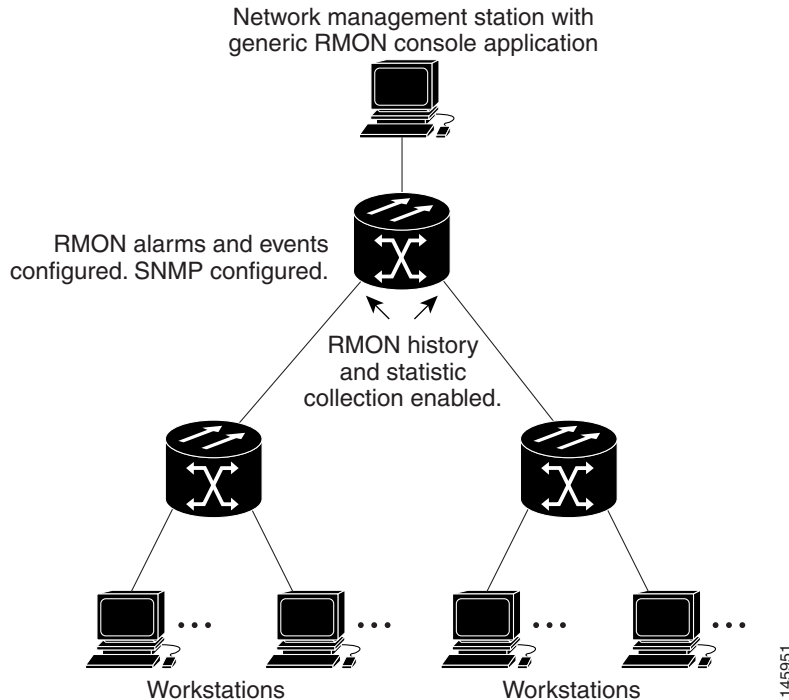 Network management station with
generic RMON console application
RMON alarms and events
configured. SNMP configured.
RMON history
and statistic
collection enabled.
Workstations
Workstations
145951